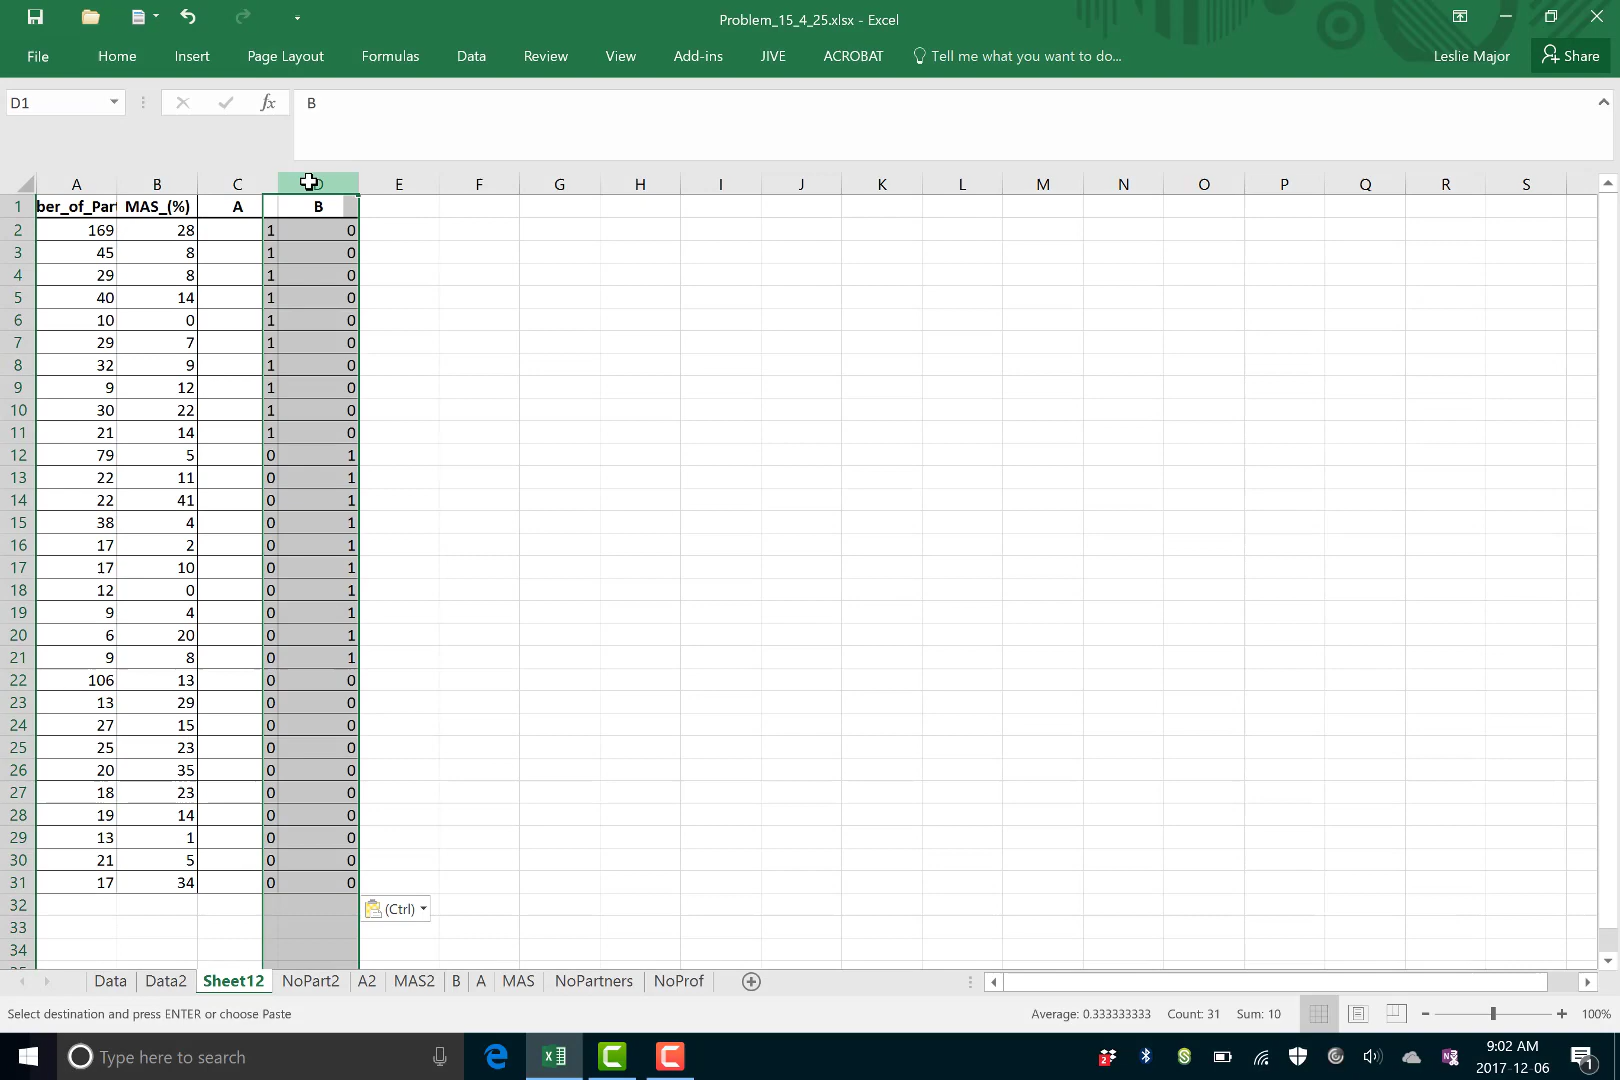 Problem_15_4_25.xlsx - Excel
File Home Insert Page Layout Formulas Data Review View Add-ins JIVE ACROBAT Tell me what you want to do... Leslie Major Share
D1 fx B
A B C D E F G H I J K L M N O P Q R S
1 ber_of_Part MAS_(%) A B
2 169 28 1 0
3 45 8 1 0
4 29 8 1 0
5 40 14 1 0
6 10 0 1 0
7 29 7 1 0
8 32 9 1 0
9 9 12 1 0
10 30 22 1 0
11 21 14 1 0
12 79 5 0 1
13 22 11 0 1
14 22 41 0 1
15 38 4 0 1
16 17 2 0 1
17 17 10 0 1
18 12 0 0 1
19 9 4 0 1
20 6 20 0 1
21 9 8 0 1
22 106 13 0 0
23 13 29 0 0
24 27 15 0 0
25 25 23 0 0
26 20 35 0 0
27 18 23 0 0
28 19 14 0 0
29 13 1 0 0
30 21 5 0 0
31 17 34 0 0
32 (Ctrl)
33
34
Data Data2 Sheet12 NoPart2 A2 MAS2 B A MAS NoPartners NoProf
Select destination and press ENTER or choose Paste Average: 0.333333333 Count: 31 Sum: 10 100%
Type here to search 2 9:02 AM 1
2017-12-06